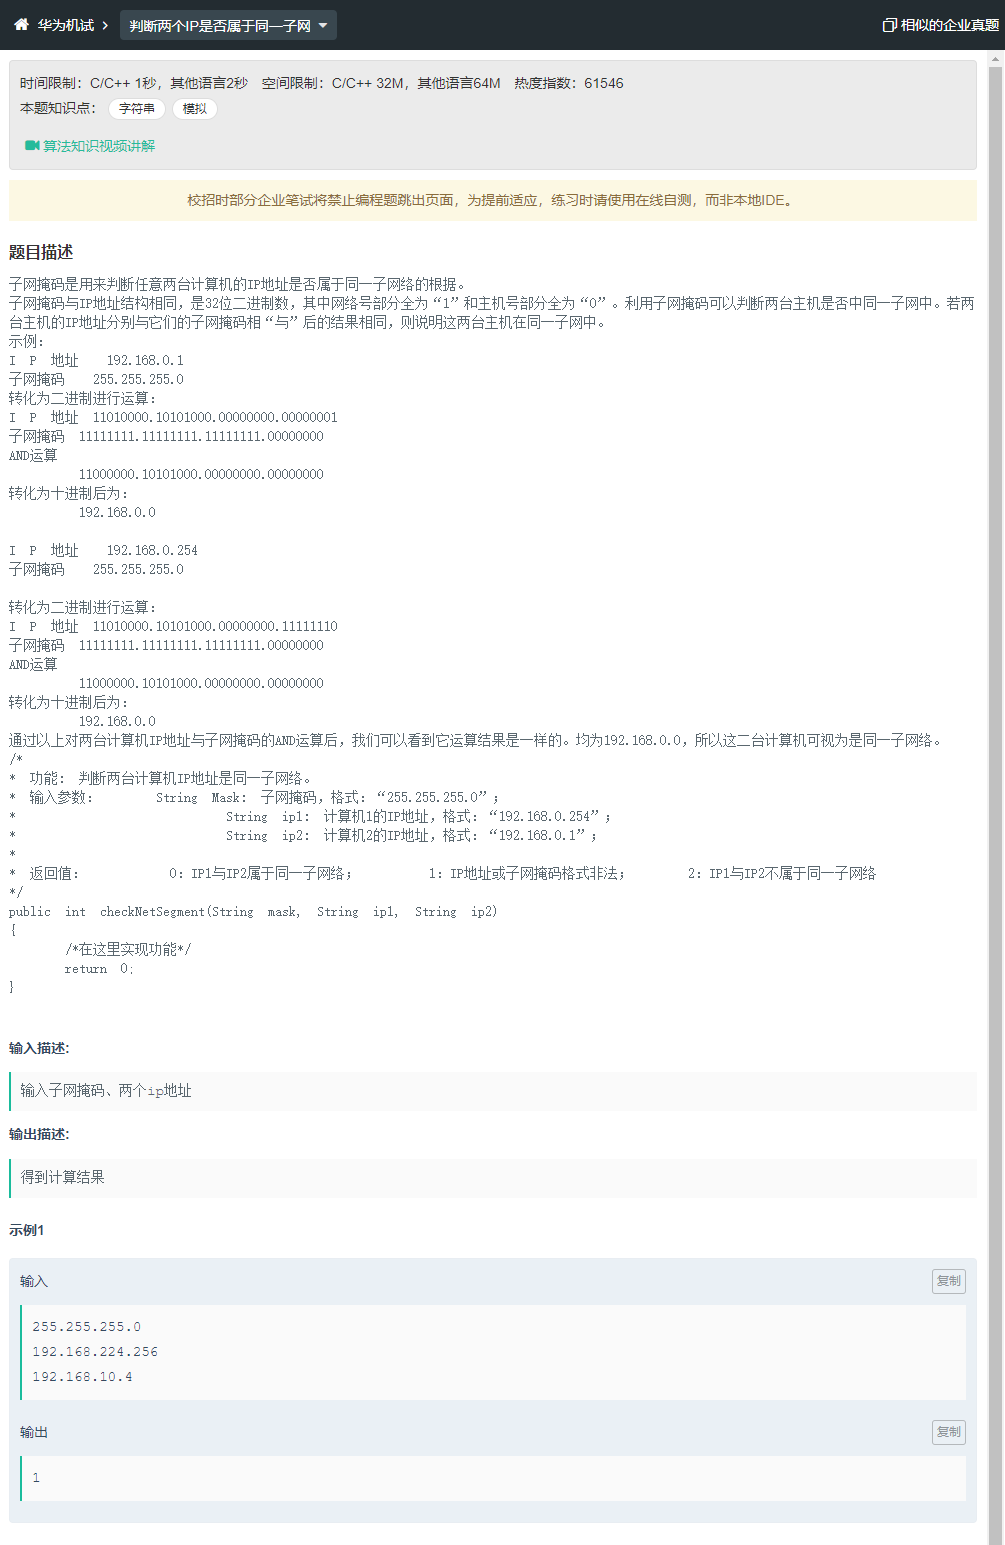 华为机试 判断两个IP是否属于同一子网 相似的企业真题
时间限制：C/C++ 1秒，其他语言2秒 空间限制：C/C++ 32M，其他语言64M 热度指数：61546
本题知识点： 字符串 模拟
算法知识视频讲解
校招时部分企业笔试将禁止编程题跳出页面，为提前适应，练习时请使用在线自测，而非本地IDE。
题目描述
子网掩码是用来判断任意两台计算机的IP地址是否属于同一子网络的根据。
子网掩码与IP地址结构相同，是32位二进制数，其中网络号部分全为“1”和主机号部分全为“0”。利用子网掩码可以判断两台主机是否中同一子网中。若两
台主机的IP地址分别与它们的子网掩码相“与”后的结果相同，则说明这两台主机在同一子网中。
示例：
I P 地址 192.168.0.1
子网掩码 255.255.255.0
转化为二进制进行运算：
I P 地址 11010000.10101000.00000000.00000001
子网掩码 11111111.11111111.11111111.00000000
AND运算
11000000.10101000.00000000.00000000
转化为十进制后为：
192.168.0.0
I P 地址 192.168.0.254
子网掩码 255.255.255.0
转化为二进制进行运算：
I P 地址 11010000.10101000.00000000.11111110
子网掩码 11111111.11111111.11111111.00000000
AND运算
11000000.10101000.00000000.00000000
转化为十进制后为：
192.168.0.0
通过以上对两台计算机IP地址与子网掩码的AND运算后，我们可以看到它运算结果是一样的。均为192.168.0.0，所以这二台计算机可视为是同一子网络。
/*
* 功能: 判断两台计算机IP地址是同一子网络。
* 输入参数： String Mask: 子网掩码，格式：“255.255.255.0”；
* String ip1: 计算机1的IP地址，格式：“192.168.0.254”；
* String ip2: 计算机2的IP地址，格式：“192.168.0.1”；
*
* 返回值： 0：IP1与IP2属于同一子网络； 1：IP地址或子网掩码格式非法； 2：IP1与IP2不属于同一子网络
*/
public int checkNetSegment(String mask, String ip1, String ip2)
{
/*在这里实现功能*/
return 0;
}
输入描述:
输入子网掩码、两个ip地址
输出描述:
得到计算结果
示例1
输入 复制
255.255.255.0
192.168.224.256
192.168.10.4
输出 复制
1